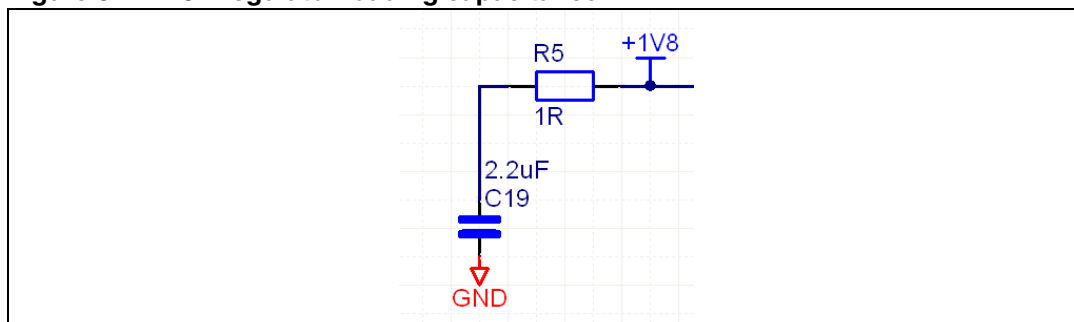 +1V8
R5
1R
2.2uF
C19
GND